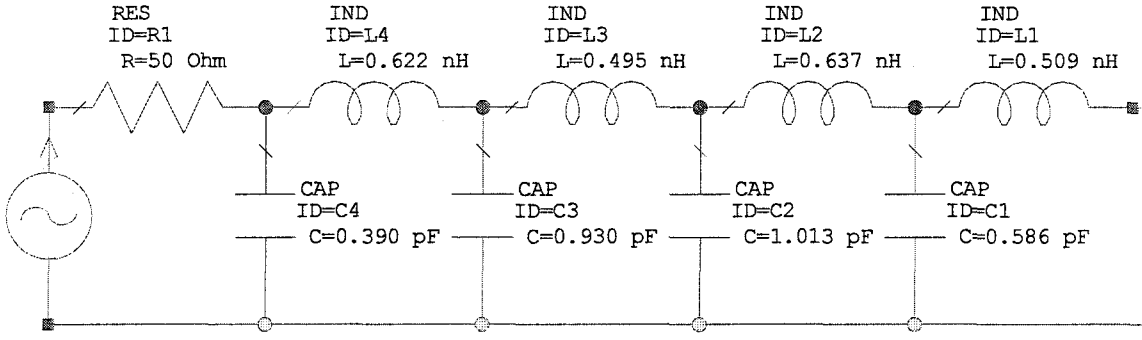 RES
ID=R1
R=50 Ohm
IND
ID=L4
L=0.622 nH
IND
ID=L3
L=0.495 nH
IND
ID=L2
L=0.637 nH
IND
ID=L1
L=0.509 nH
CAP
ID=C4
C=0.390 pF
CAP
ID=C3
C=0.930 pF
CAP
ID=C2
C=1.013 pF
CAP
ID=C1
C=0.586 pF